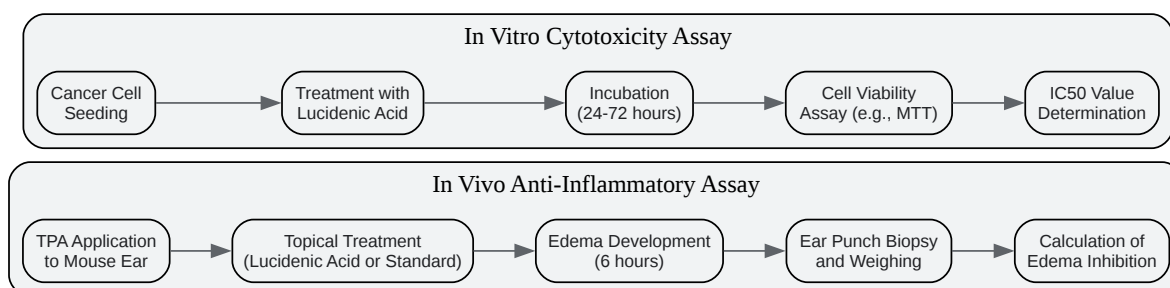 In Vitro Cytotoxicity Assay
Cancer Cell
Seeding
Treatment with
Lucidenic Acid
Incubation
(24-72 hours)
Cell Viability
Assay (e.g., MTT)
IC50 Value
Determination
In Vivo Anti-Inflammatory Assay
TPA Application
to Mouse Ear
Topical Treatment
(Lucidenic Acid or Standard)
Edema Development
(6 hours)
Ear Punch Biopsy
and Weighing
Calculation of
Edema Inhibition